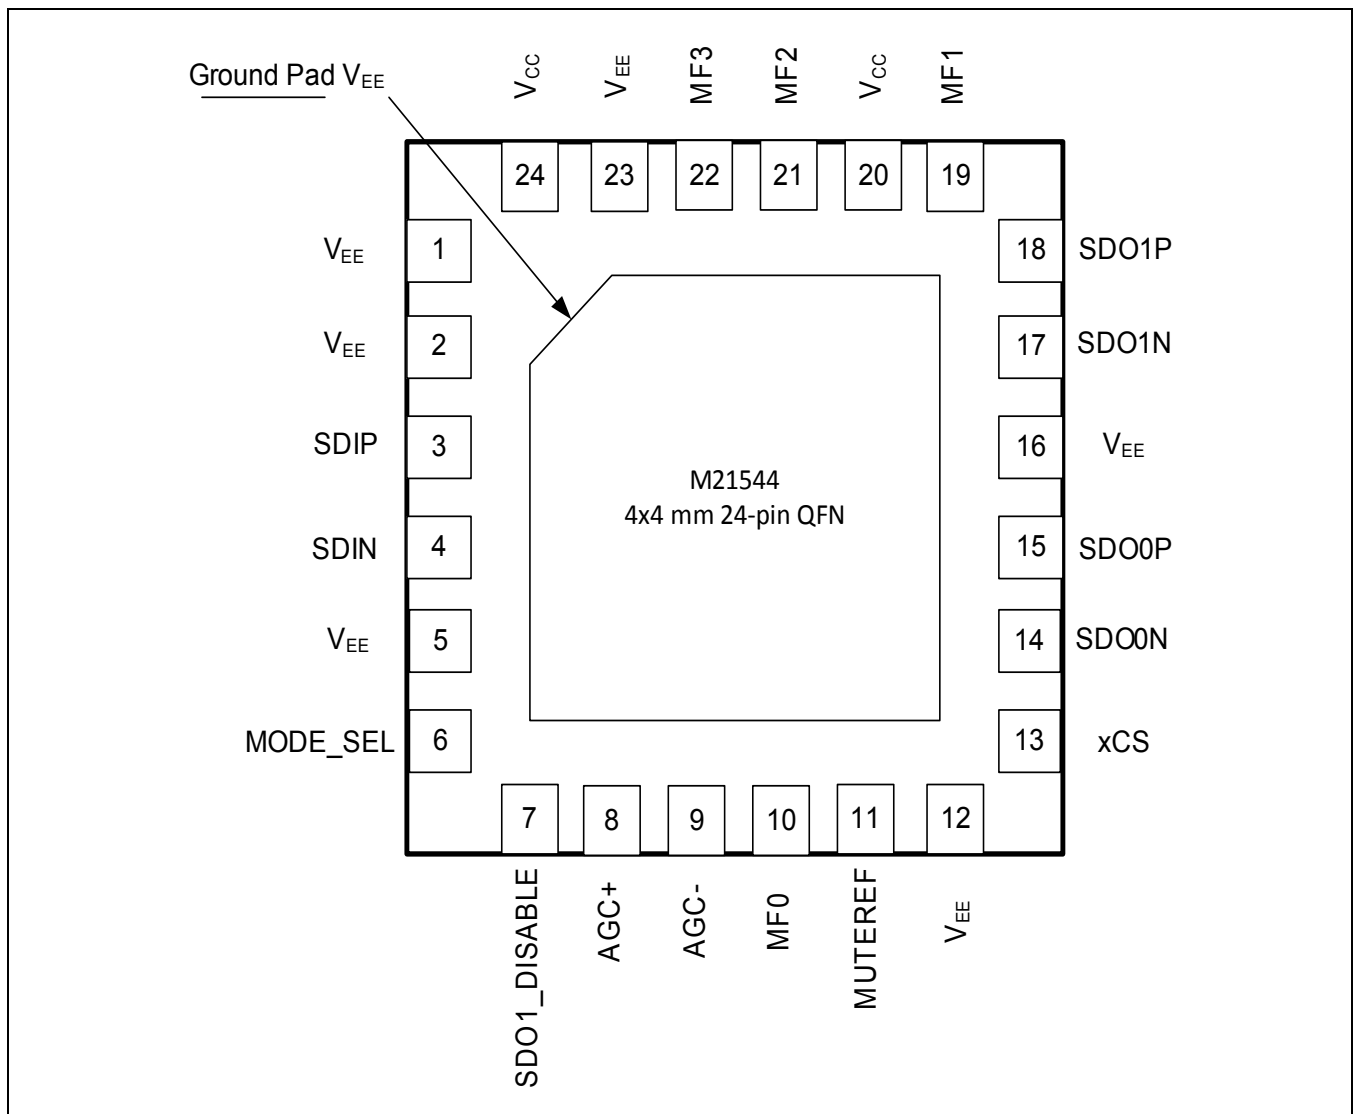 Ground Pad VEE
VCC
VEE
MF3
MF2
VCC
MF1
24
23
22
21
20
19
VEE
1
18
SDO1P
VEE
2
17
SDO1N
SDIP
3
16
VEE
M21544
4x4 mm 24-pin QFN
SDIN
4
15
SDO0P
VEE
5
14
SDO0N
MODE_SEL
6
13
xCS
7
8
9
10
11
12
SDO1_DISABLE
AGC+
AGC-
MF0
MUTEREF
VEE